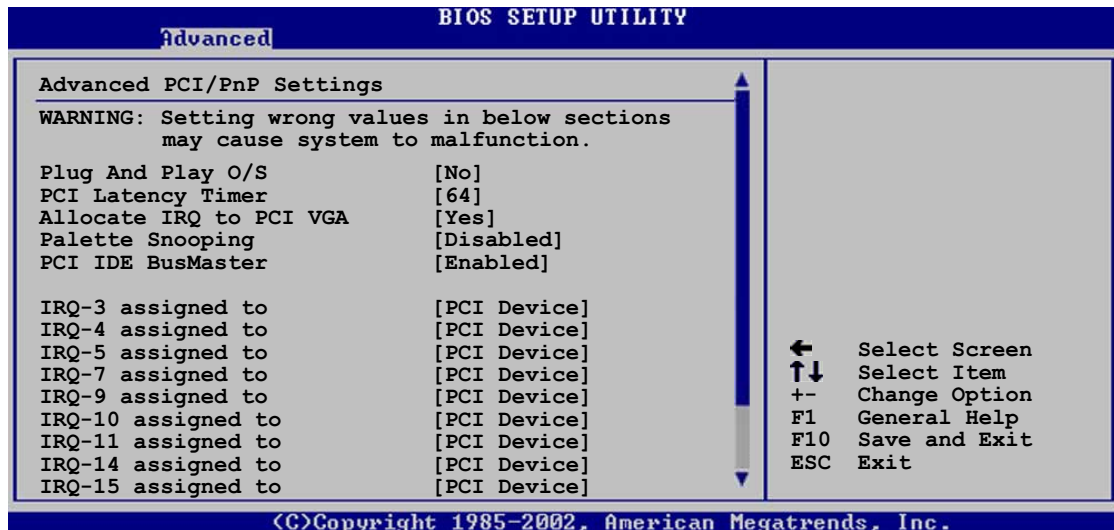 BIOS SETUP UTILITY
Advanced
Advanced PCI/PnP Settings
WARNING: Setting wrong values in below sections
may cause system to malfunction.
Plug And Play O/S [No]
PCI Latency Timer [64]
Allocate IRQ to PCI VGA [Yes]
Palette Snooping [Disabled]
PCI IDE BusMaster [Enabled]
IRQ-3 assigned to [PCI Device]
IRQ-4 assigned to [PCI Device]
IRQ-5 assigned to [PCI Device]
IRQ-7 assigned to [PCI Device]
IRQ-9 assigned to [PCI Device]
IRQ-10 assigned to [PCI Device]
IRQ-11 assigned to [PCI Device]
IRQ-14 assigned to [PCI Device]
IRQ-15 assigned to [PCI Device]
← Select Screen
↑↓ Select Item
+- Change Option
F1 General Help
F10 Save and Exit
ESC Exit
(C)Copyright 1985-2002, American Megatrends, Inc.